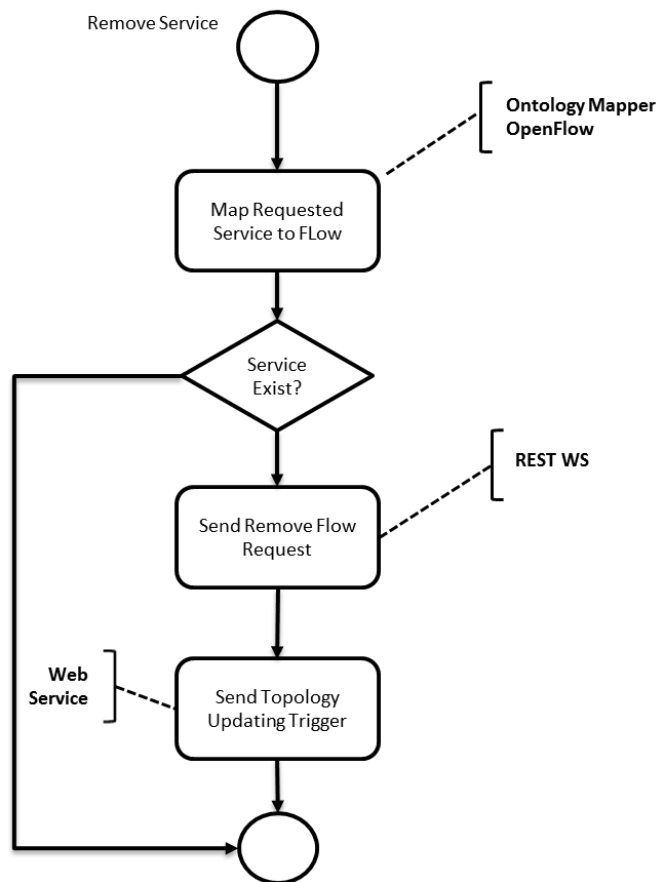 Remove Service
Ontology Mapper
OpenFlow
Map Requested
Service to FLow
Service
Exist?
REST WS
Send Remove Flow
Request
Web
Service
Send Topology
Updating Trigger